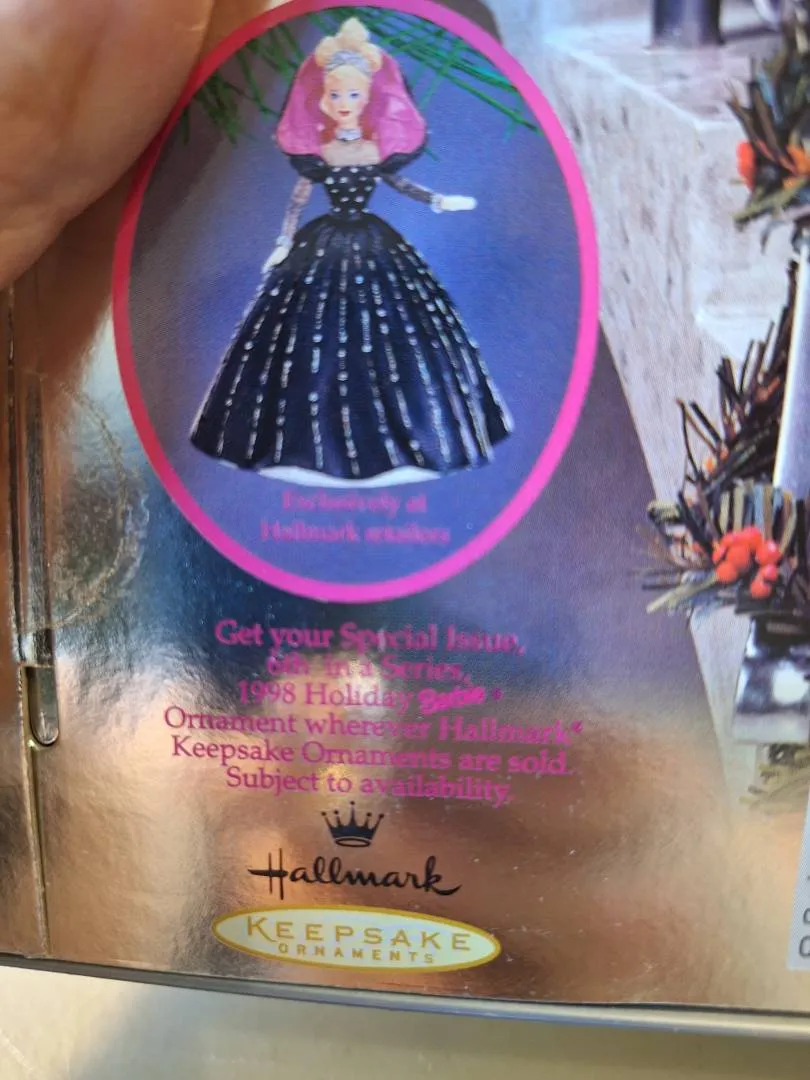 Exclusively at
Hallmark retailers
Get your Special Issue,
6th in a Series,
1998 Holiday Barbie®
Ornament wherever Hallmark®
Keepsake Ornaments are sold.
Subject to availability.
Hallmark
KEEPSAKE
ORNAMENTS